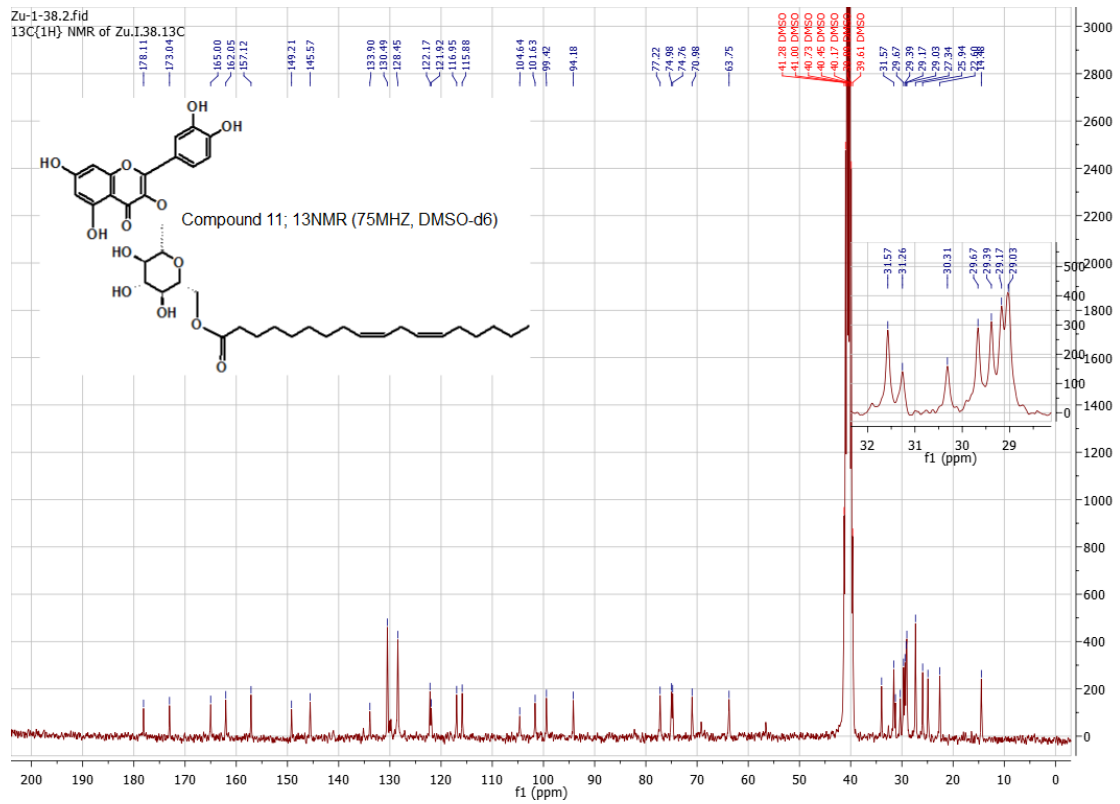 Zu-1-38.2.fid
13C{1H} NMR of Zu.I.38.13C
178.11
173.04
165.00
162.05
157.12
149.21
145.57
133.90
130.49
128.45
122.17
121.92
116.95
115.88
104.64
101.63
99.42
94.18
77.22
74.98
74.76
70.98
63.75
41.28 DMSO
41.00 DMSO
40.73 DMSO
40.45 DMSO
40.17 DMSO
39.61 DMSO
31.57
29.67
29.39
29.17
29.03
27.34
25.94
14.48
3000
2800
2600
2400
2200
2000
1800
1600
1400
1200
1000
800
600
400
200
0
OH
OH
HO
O
O
O
OH
HO
O
HO
OH
O
O
Compound 11; 13NMR (75MHZ, DMSO-d6)
31.57
31.26
30.31
29.67
29.39
29.17
29.03
500
400
300
200
100
0
32 31 30 29
f1 (ppm)
200 190 180 170 160 150 140 130 120 110 100 90 80 70 60 50 40 30 20 10 0
f1 (ppm)